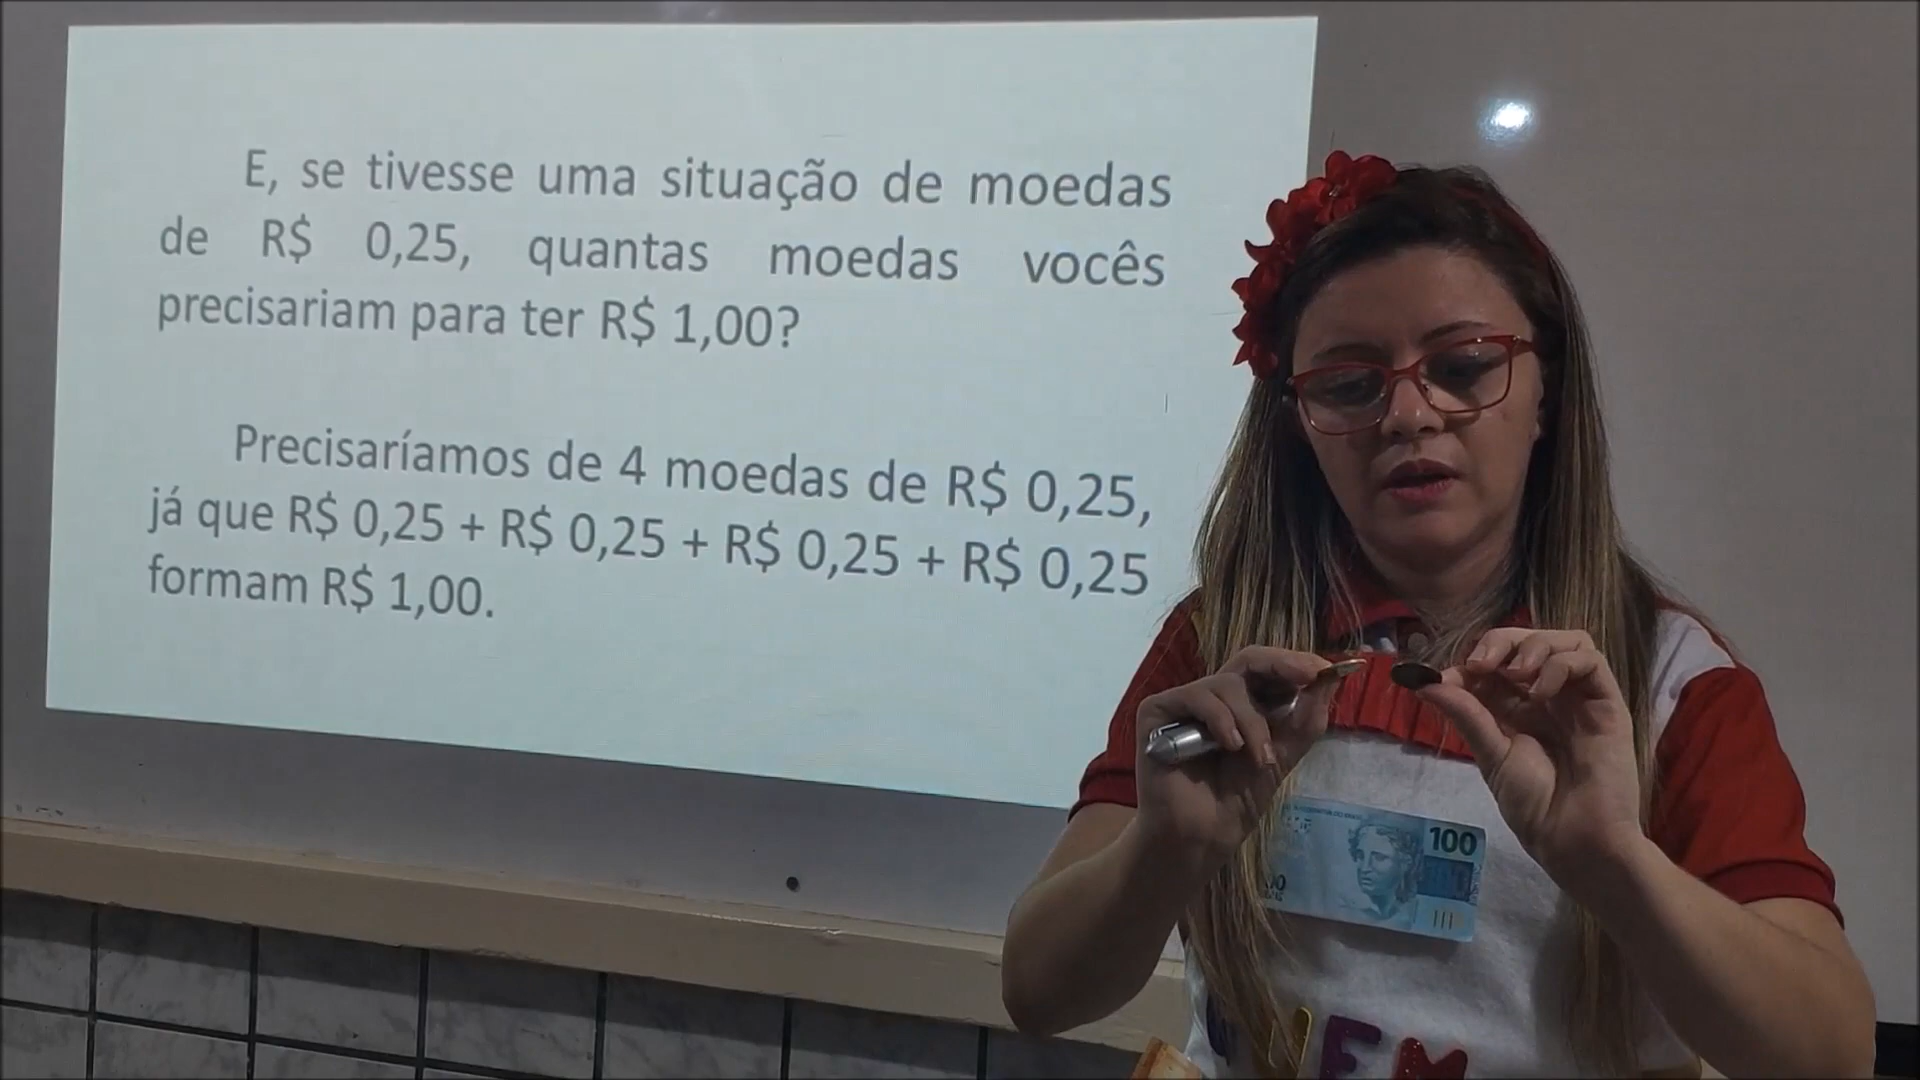 E, se tivesse uma situação de moedas
de R$ 0,25, quantas moedas vocês
precisariam para ter R$ 1,00?
Precisaríamos de 4 moedas de R$ 0,25,
já que R$ 0,25 + R$ 0,25 + R$ 0,25 + R$ 0,25
formam R$ 1,00.
100